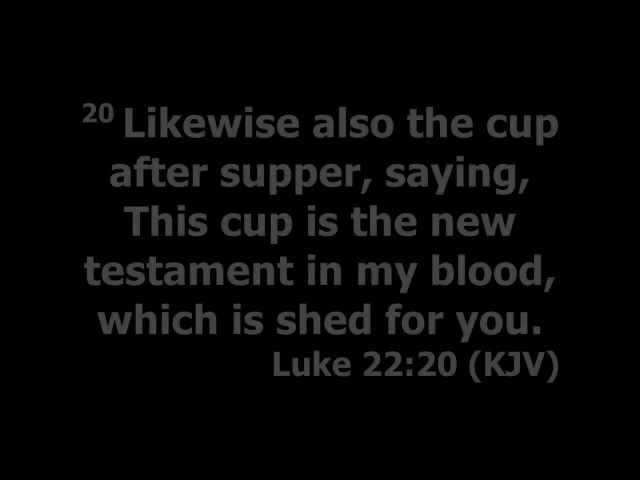 20 Likewise also the cup
after supper, saying,
This cup is the new
testament in my blood,
which is shed for you.
Luke 22:20 (KJV)